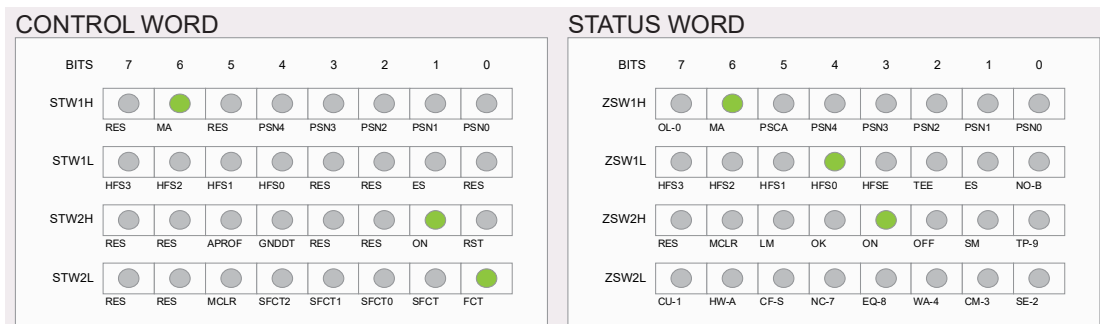 CONTROL WORD
BITS 7 6 5 4 3 2 1 0
STW1H
RES MA RES PSN4 PSN3 PSN2 PSN1 PSN0
STW1L
HFS3 HFS2 HFS1 HFS0 RES RES ES RES
STW2H
RES RES APROF GNDDT RES RES ON RST
STW2L
RES RES MCLR SFCT2 SFCT1 SFCT0 SFCT FCT
STATUS WORD
BITS 7 6 5 4 3 2 1 0
ZSW1H
OL-0 MA PSCA PSN4 PSN3 PSN2 PSN1 PSN0
ZSW1L
HFS3 HFS2 HFS1 HFS0 HFSE TEE ES NO-B
ZSW2H
RES MCLR LM OK ON OFF SM TP-9
ZSW2L
CU-1 HW-A CF-S NC-7 EQ-8 WA-4 CM-3 SE-2